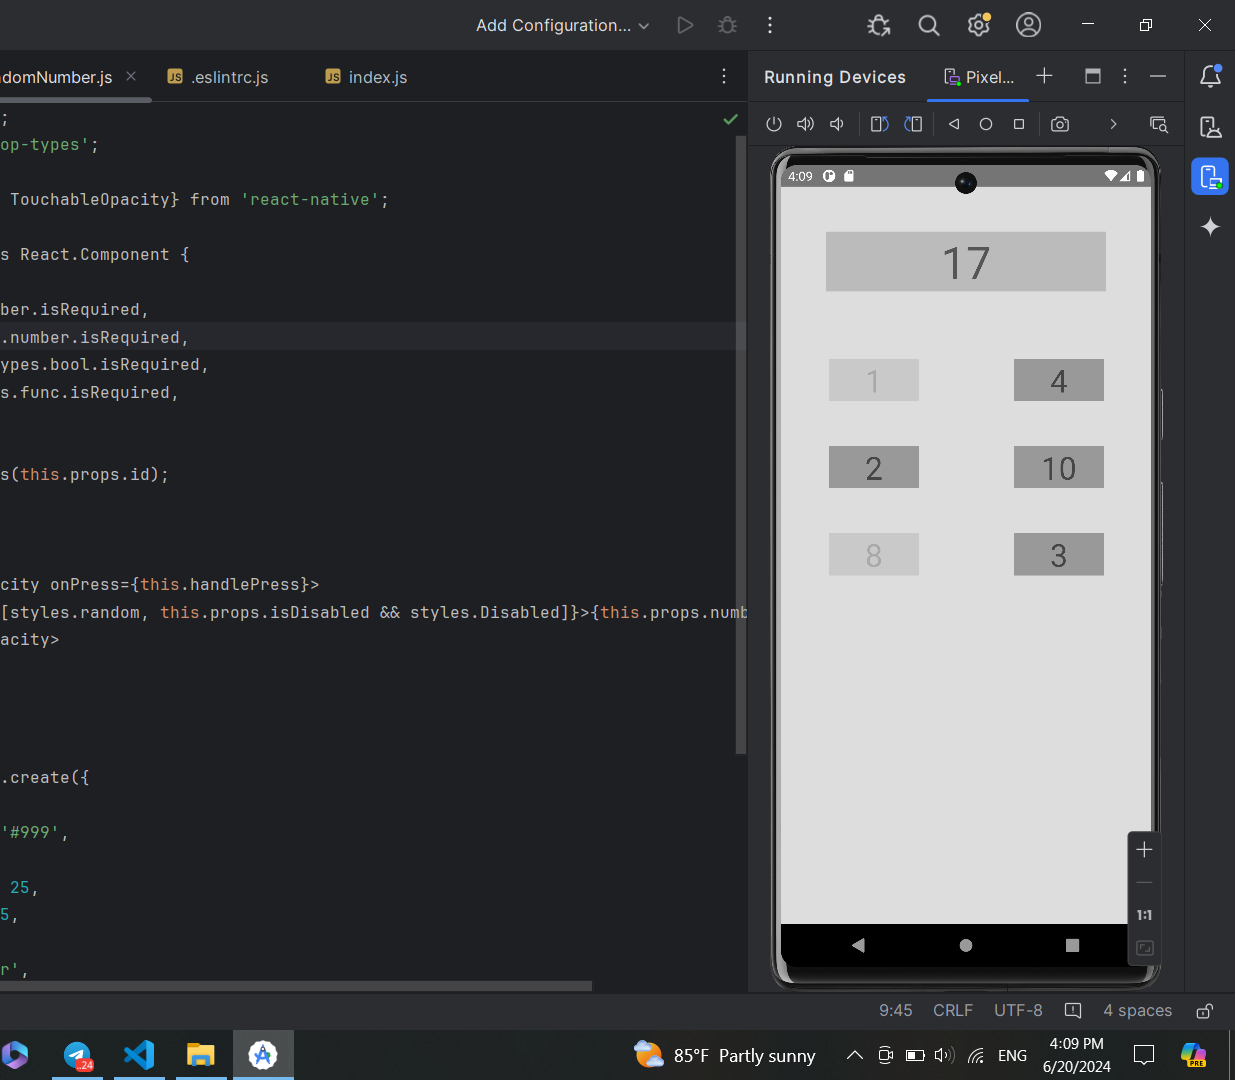 Add Configuration...
domNumber.js
.eslintrc.js
index.js
;
op-types';
TouchableOpacity} from 'react-native';
s React.Component {
ber.isRequired,
.number.isRequired,
ypes.bool.isRequired,
s.func.isRequired,
s(this.props.id);
city onPress={this.handlePress}>
[styles.random, this.props.isDisabled && styles.Disabled]}>{this.props.numb
acity>
.create({
'#999',
25,
5,
r',
Running Devices
Pixel...
4:09
17
1
4
2
10
8
3
1:1
9:45
CRLF
UTF-8
4 spaces
..24
85°F Partly sunny
ENG
4:09 PM
6/20/2024
PRE